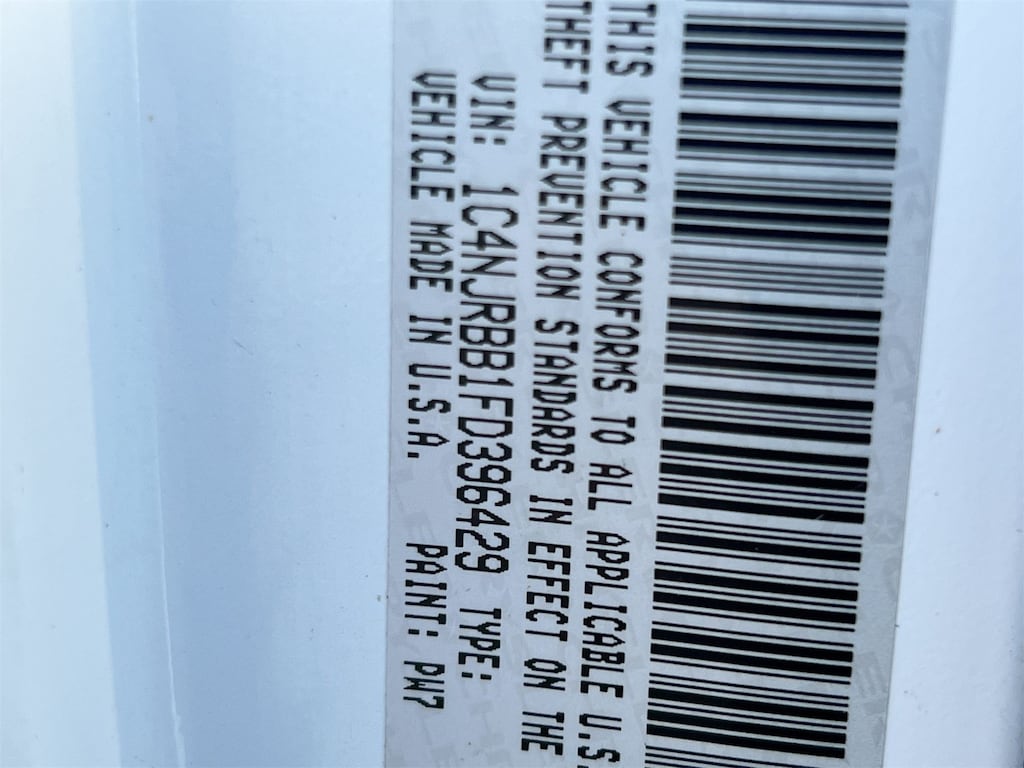 THIS VEHICLE CONFORMS TO ALL APPLICABLE U.S.
THEFT PREVENTION STANDARDS IN EFFECT ON THE
VIN: 1C4NJRBB1FD396429 TYPE:
VEHICLE MADE IN U.S.A. PAINT: PW7